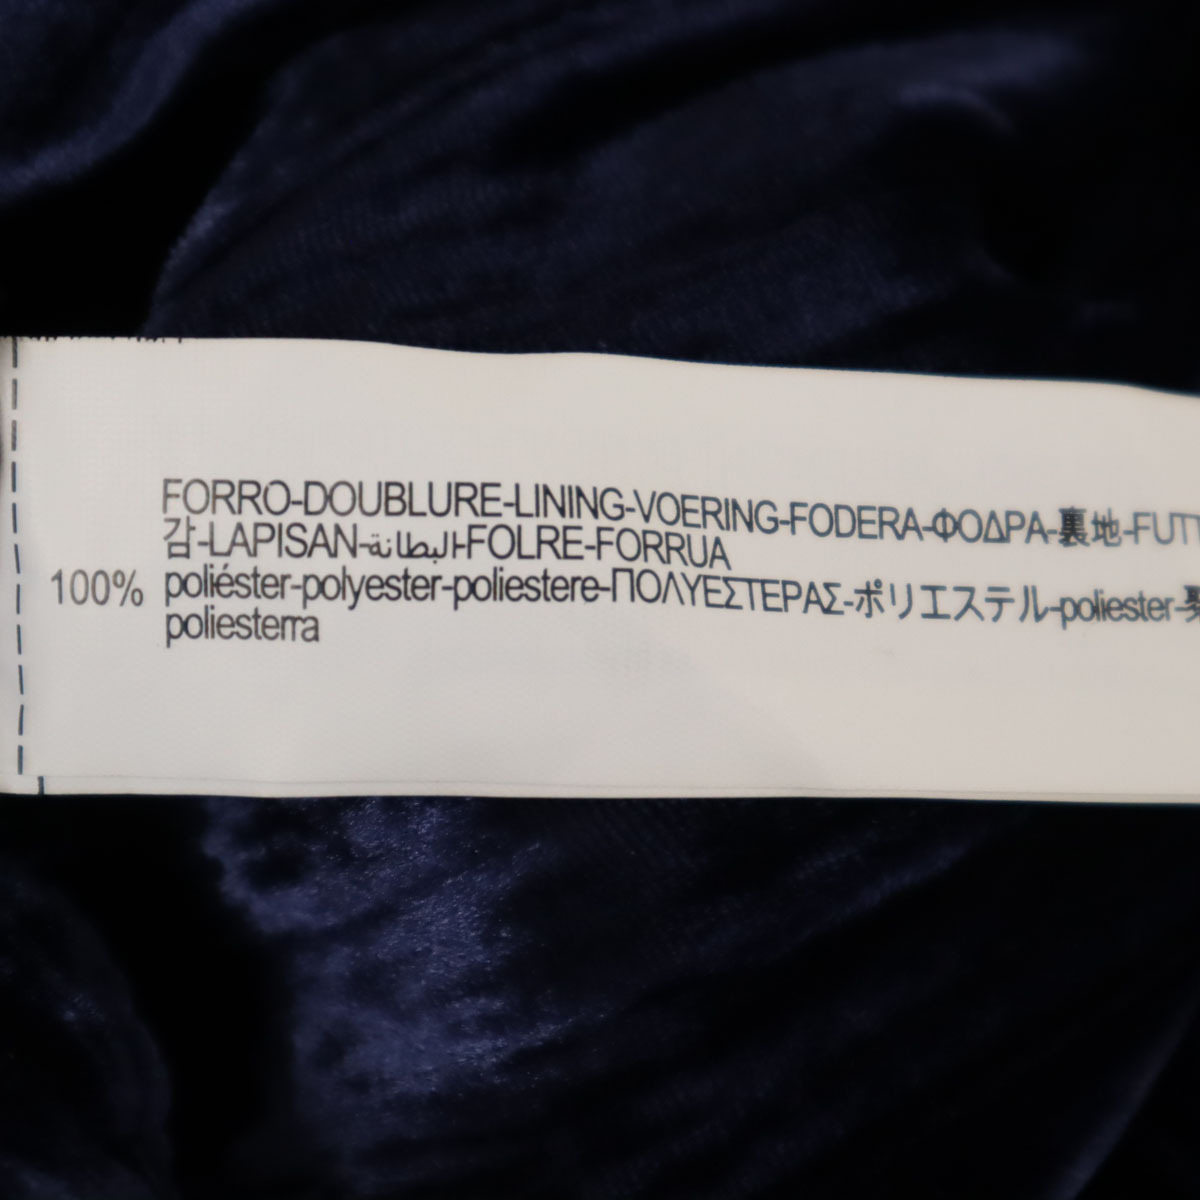 FORRO-DOUBLURE-LINING-VOERING-FODERA-ΦΟΔΡΑ-裏地-FUTT
감-LAPISAN-البطانة-FOLRE-FORRUA
100% poliéster-polyester-poliestere-ΠΟΛΥΕΣΤΕΡΑΣ-ポリエステル-poliester-
poliesterra